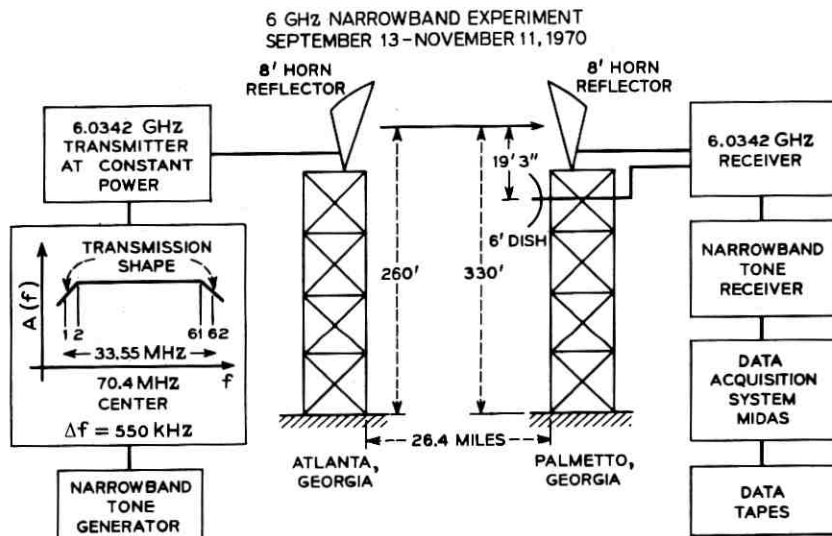 6 GHz NARROWBAND EXPERIMENT
SEPTEMBER 13-NOVEMBER 11, 1970
8' HORN
REFLECTOR
8' HORN
REFLECTOR
6.0342 GHz
TRANSMITTER
AT CONSTANT
POWER
6.0342 GHz
RECEIVER
19' 3"
6' DISH
260'
330'
TRANSMISSION
SHAPE
A(f)
1 2
61 62
33.55 MHz
f
70.4 MHz
CENTER
Δf = 550 kHz
NARROWBAND
TONE
GENERATOR
NARROWBAND
TONE
RECEIVER
DATA
ACQUISITION
SYSTEM
MIDAS
DATA
TAPES
26.4 MILES
ATLANTA,
GEORGIA
PALMETTO,
GEORGIA